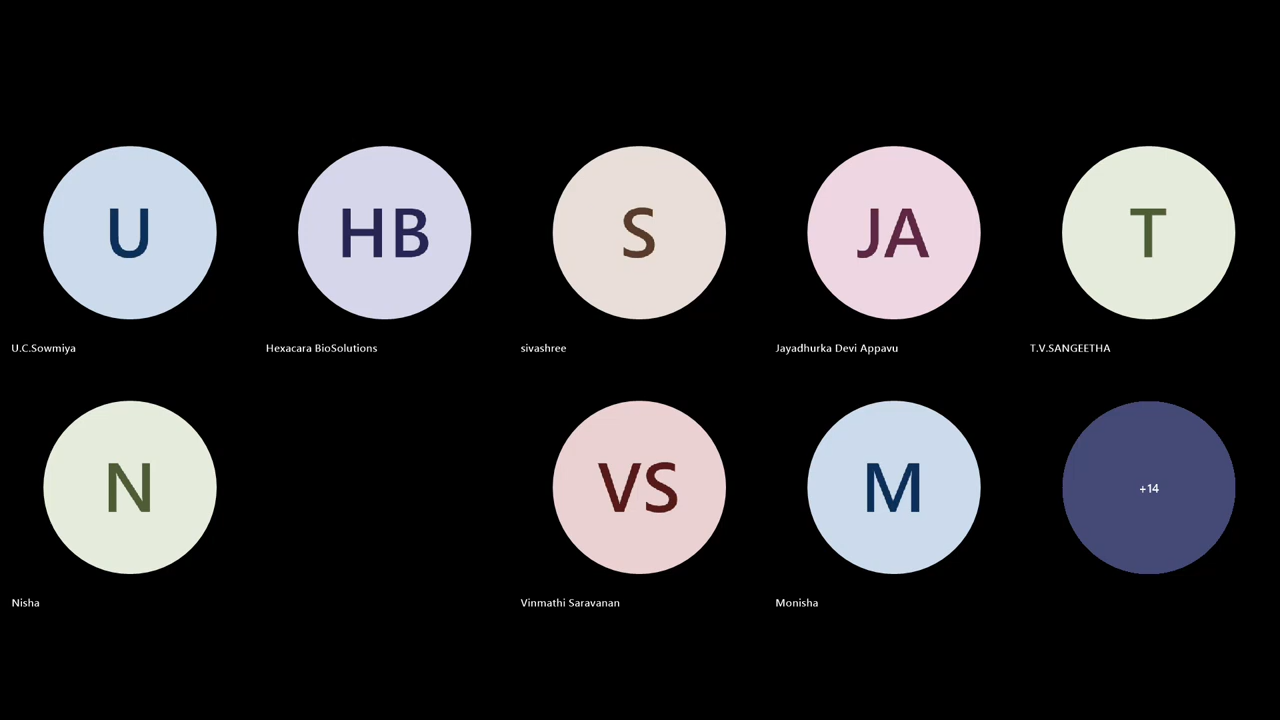 U
HB
S
JA
T
U.C.Sowmiya
Hexacara BioSolutions
sivashree
Jayadhurka Devi Appavu
T.V.SANGEETHA
N
VS
M
+14
Nisha
Vinmathi Saravanan
Monisha